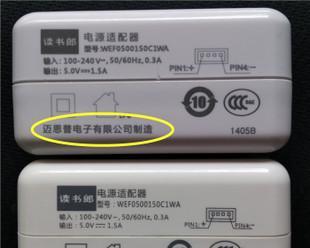 读书郎 电源适配器
型号:WEF0500150C1WA
输入:100-240V~, 50/60Hz, 0.3A
输出:5.0V⎓1.5A
PIN1:+ PIN4:-
10
CCC
迈思普电子有限公司制造
1405B
读书郎 电源适配器
型号:WEF0500150C1WA
输入:100-240V~, 50/60Hz, 0.3A
输出:5.0V⎓1.5A
PIN1:+ PIN4:-